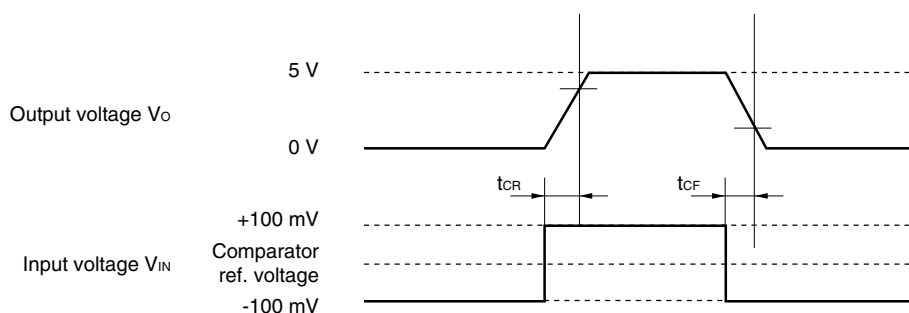 5 V
Output voltage Vo
0 V
tCR
tCF
+100 mV
Comparator
Input voltage VIN
ref. voltage
-100 mV